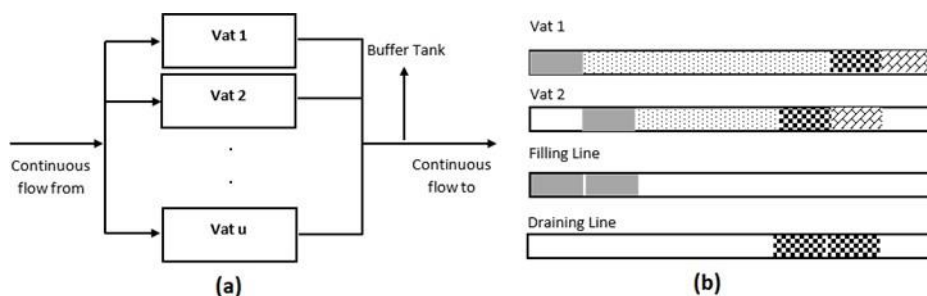 Vat 1
Vat 2
.
.
Vat u
Continuous
flow from
Buffer Tank
Continuous
flow to
(a)
Vat 1
Vat 2
Filling Line
Draining Line
(b)